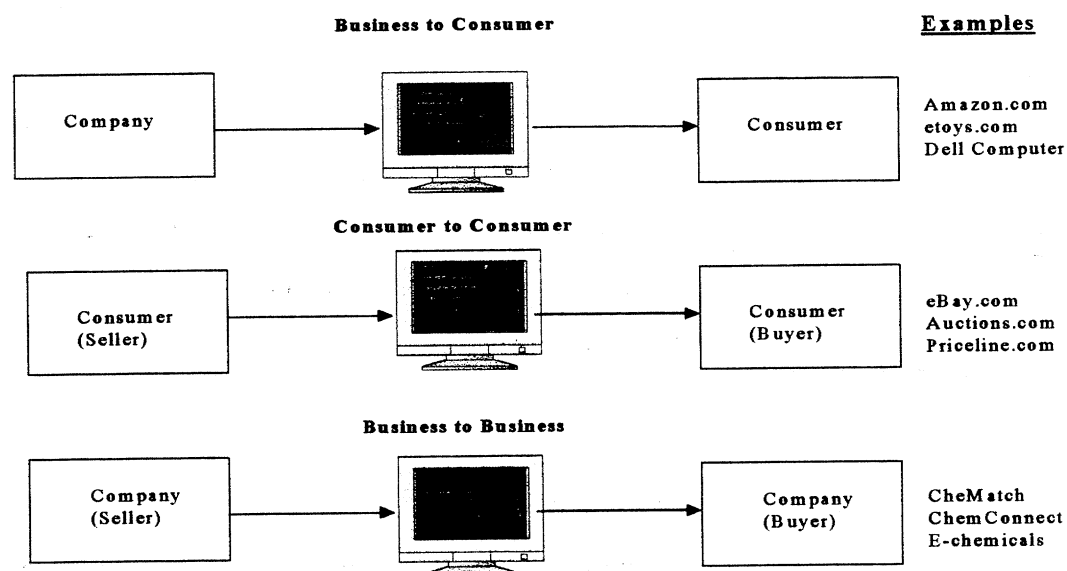 Business to Consumer
Examples
Company
Consumer
Amazon.com
etoys.com
Dell Computer
Consumer to Consumer
Consumer
(Seller)
Consumer
(Buyer)
eBay.com
Auctions.com
Priceline.com
Business to Business
Company
(Seller)
Company
(Buyer)
CheMatch
ChemConnect
E-chemicals